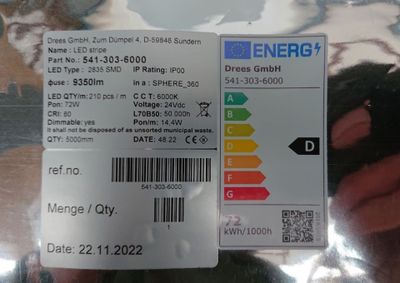 Drees GmbH, Zum Dümpel 4, D-59846 Sundern
Name: LED stripe
Part No.: 541-303-6000
LED Type: 2835 SMD IP Rating: IP00
ϕuse: 9350lm in a: SPHERE_360
LED QTY/m: 210 pcs / m C C T: 6000K
Pon: 72W Voltage: 24Vdc
CRI: 80 L70B50: 50.000h
Dimmable: yes Pon/m: 14,4W
It shall not be disposed of as unsorted municipal waste.
QTY: 5000mm DATE: 48.22
ref.no.
541-303-6000
Menge / Qty.
1
Date: 22.11.2022
ENERG
Drees GmbH
541-303-6000
A
B
C
D
E
F
G
D
72
kWh/1000h